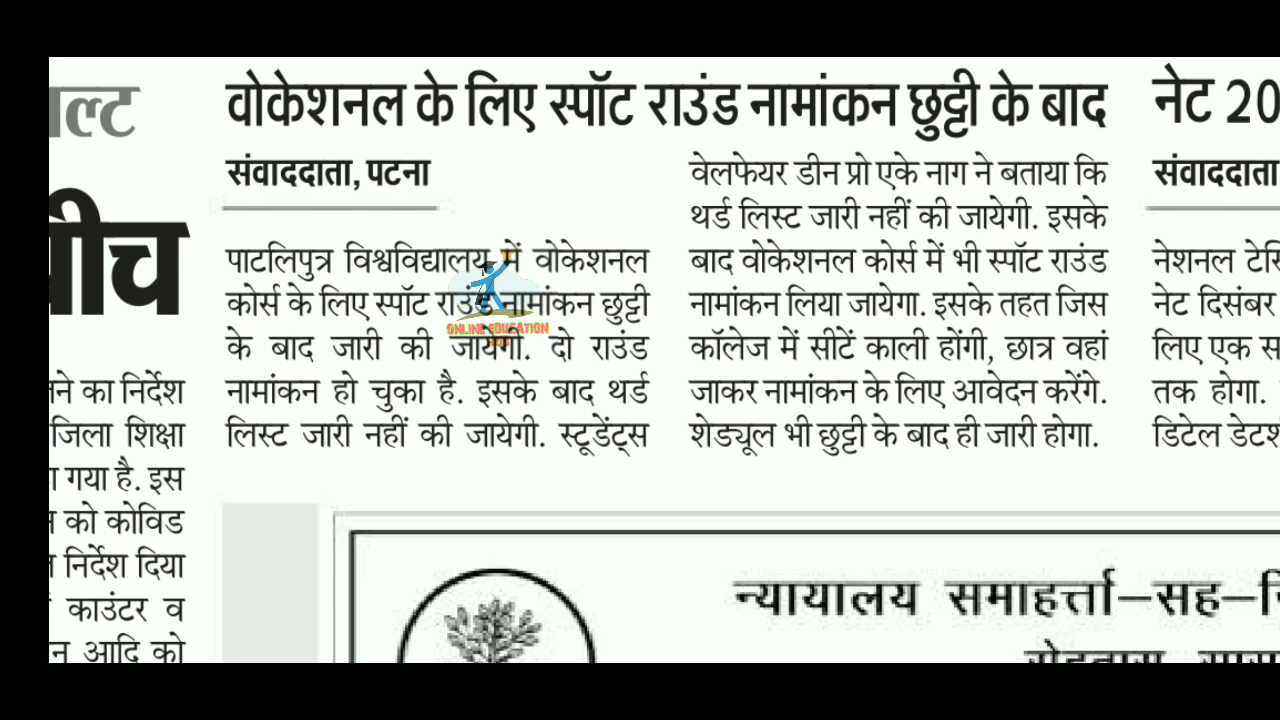 ल्ट
ीच
का निर्देश
जिला शिक्षा
गया है. इस
को कोविड
निर्देश दिया
काउंटर व
आदि को
वोकेशनल के लिए स्पॉट राउंड नामांकन छुट्टी के बाद
संवाददाता, पटना
पाटलिपुत्र विश्वविद्यालय में वोकेशनल
कोर्स के लिए स्पॉट राउंड नामांकन छुट्टी
के बाद जारी की जायेगी. दो राउंड
नामांकन हो चुका है. इसके बाद थर्ड
लिस्ट जारी नहीं की जायेगी. स्टूडेंट्स
वेलफेयर डीन प्रो एके नाग ने बताया कि
थर्ड लिस्ट जारी नहीं की जायेगी. इसके
बाद वोकेशनल कोर्स में भी स्पॉट राउंड
नामांकन लिया जायेगा. इसके तहत जिस
कॉलेज में सीटें काली होंगी, छात्र वहां
जाकर नामांकन के लिए आवेदन करेंगे.
शेड्यूल भी छुट्टी के बाद ही जारी होगा.
ONLINE EDUCATION
नेट 20
संवाददाता
नेशनल
नेट दिसंबर
लिए एक
तक होगा.
डिटेल
न्यायालय समाहर्त्ता–सह–